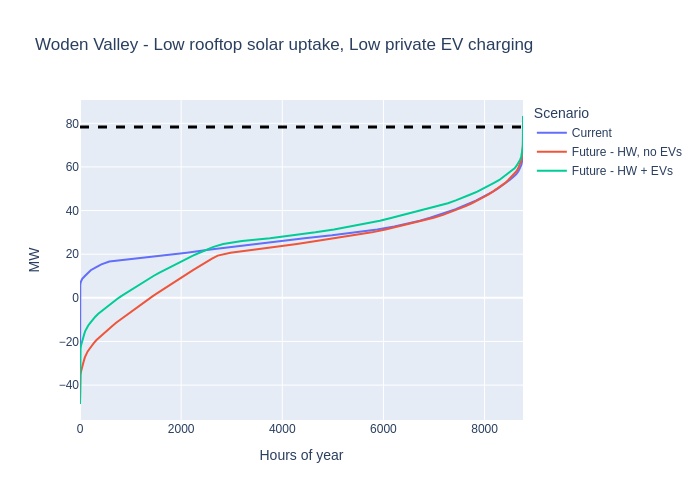 Woden Valley - Low rooftop solar uptake, Low private EV charging
Scenario
Current
Future - HW, no EVs
Future - HW + EVs
MW
80
60
40
20
0
−20
−40
0
2000
4000
6000
8000
Hours of year